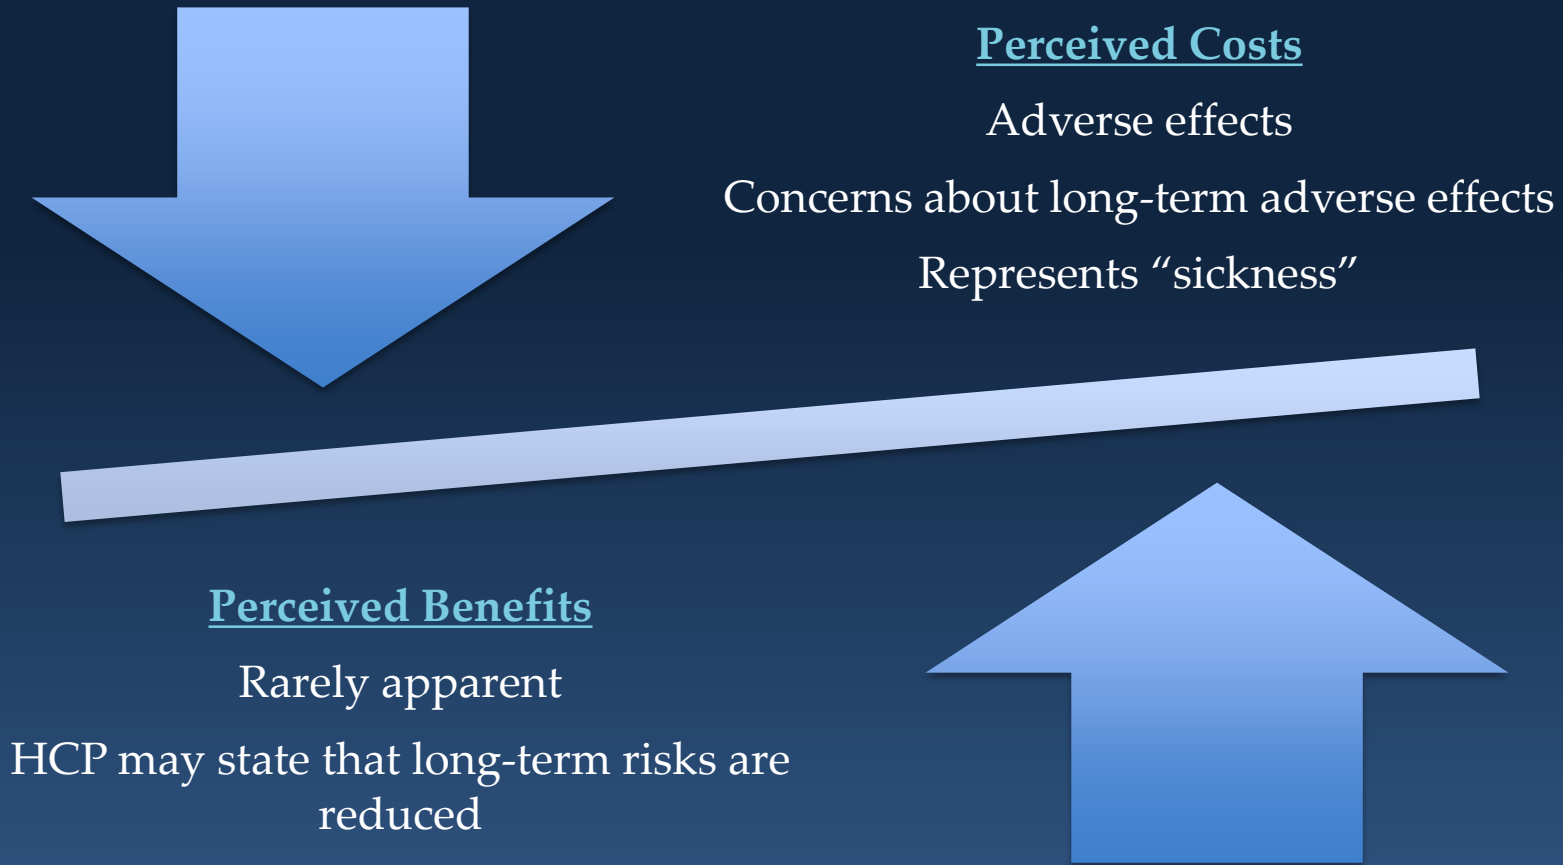 Perceived Costs
Adverse effects
Concerns about long-term adverse effects
Represents “sickness”
Perceived Benefits
Rarely apparent
HCP may state that long-term risks are
reduced